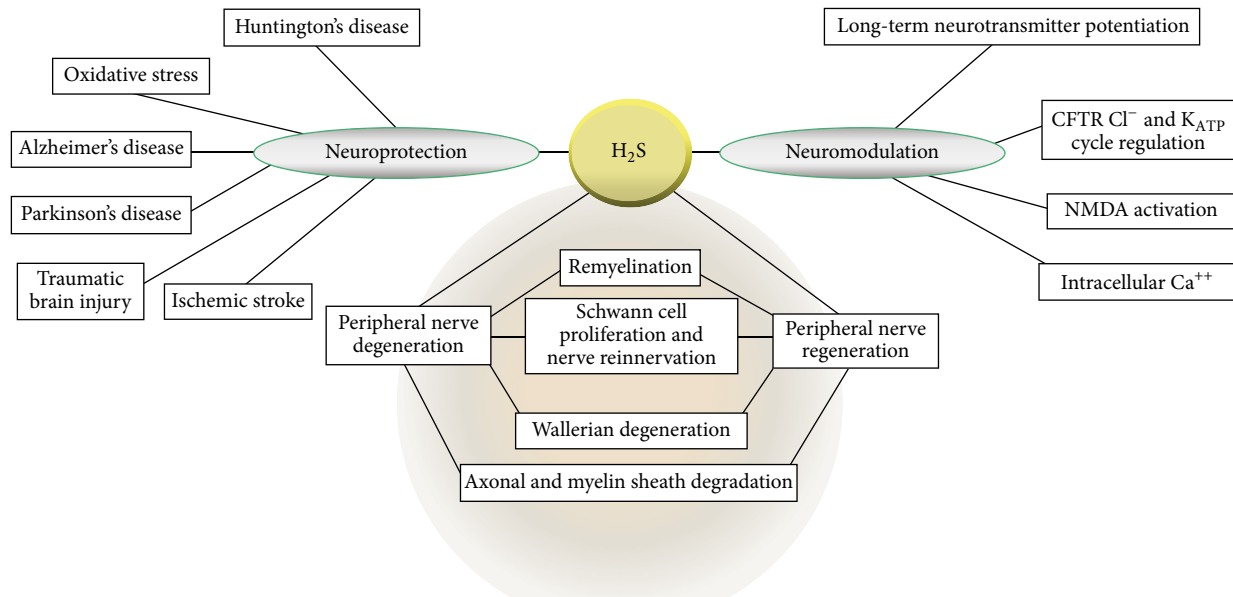 Huntington’s disease
Long-term neurotransmitter potentiation
Oxidative stress
CFTR Cl⁻ and K_ATP
cycle regulation
Alzheimer’s disease
Neuroprotection
H₂S
Neuromodulation
Parkinson’s disease
NMDA activation
Traumatic
brain injury
Ischemic stroke
Remyelination
Intracellular Ca⁺⁺
Peripheral nerve
degeneration
Schwann cell
proliferation and
nerve reinnervation
Peripheral nerve
regeneration
Wallerian degeneration
Axonal and myelin sheath degradation